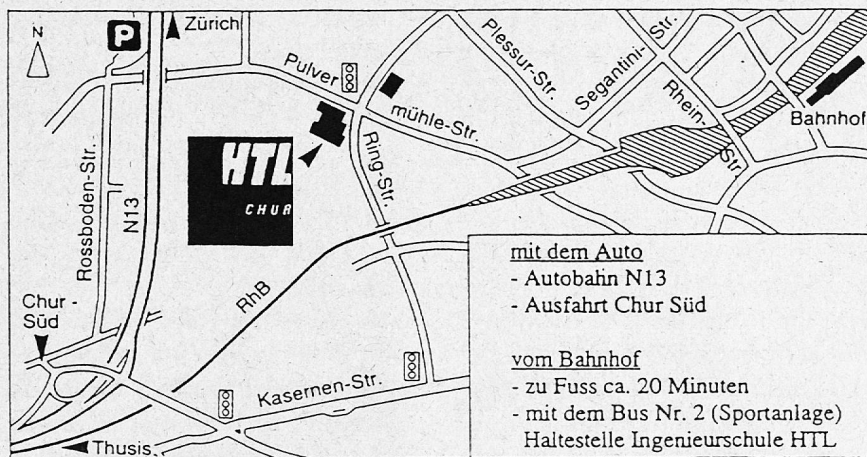 N
P
Zürich
Pulver
mühle-Str.
Plessur-Str.
Segantini-Str.
Rhein-Str.
Bahnhof
HTL
CHUR
Ring-Str.
Rossboden-Str.
N13
Chur-Süd
RhB
Kasernen-Str.
Thusis
mit dem Auto
- Autobahn N13
- Ausfahrt Chur Süd
vom Bahnhof
- zu Fuss ca. 20 Minuten
- mit dem Bus Nr. 2 (Sportanlage)
Haltestelle Ingenieurschule HTL